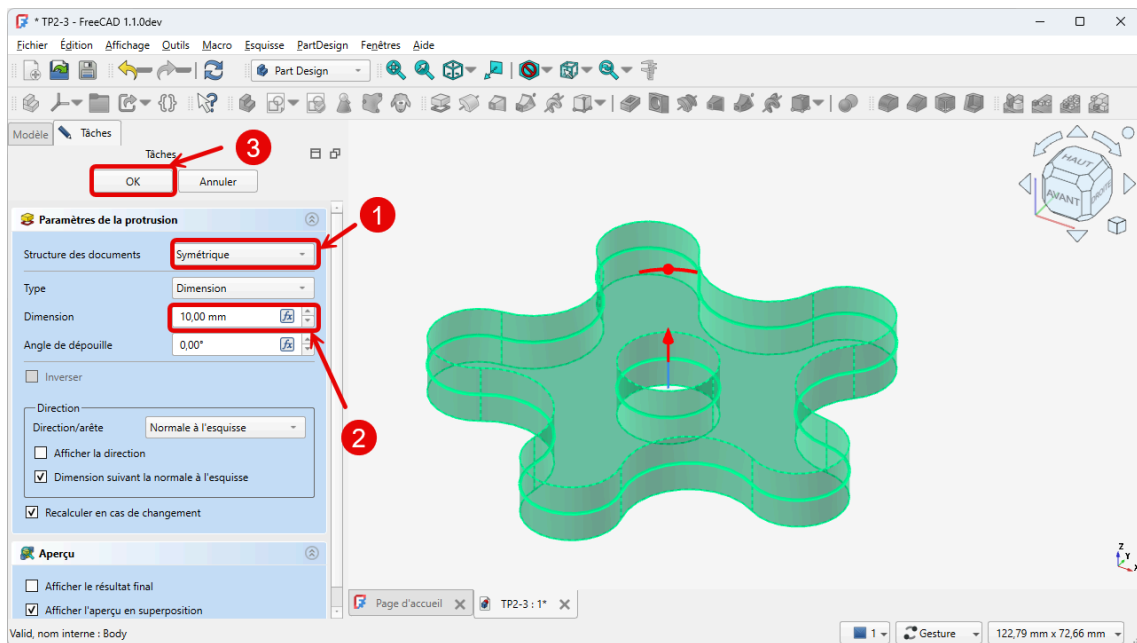 * TP2-3 - FreeCAD 1.1.0dev
Fichier Édition Affichage Outils Macro Esquisse PartDesign Fenêtres Aide
Part Design
Modèle Tâches
Tâches
3
OK Annuler
Paramètres de la protrusion
1
Structure des documents Symétrique
Type Dimension
Dimension 10,00 mm fx
Angle de dépouille 0,00° fx
Inverser
Direction
Direction/arête Normale à l'esquisse
2
Afficher la direction
Dimension suivant la normale à l'esquisse
Recalculer en cas de changement
Aperçu
Afficher le résultat final
Afficher l'aperçu en superposition
HAUT
AVANT
DROITE
Z
Y
X
Page d'accueil TP2-3 : 1*
Valid, nom interne : Body
1 Gesture 122,79 mm x 72,66 mm